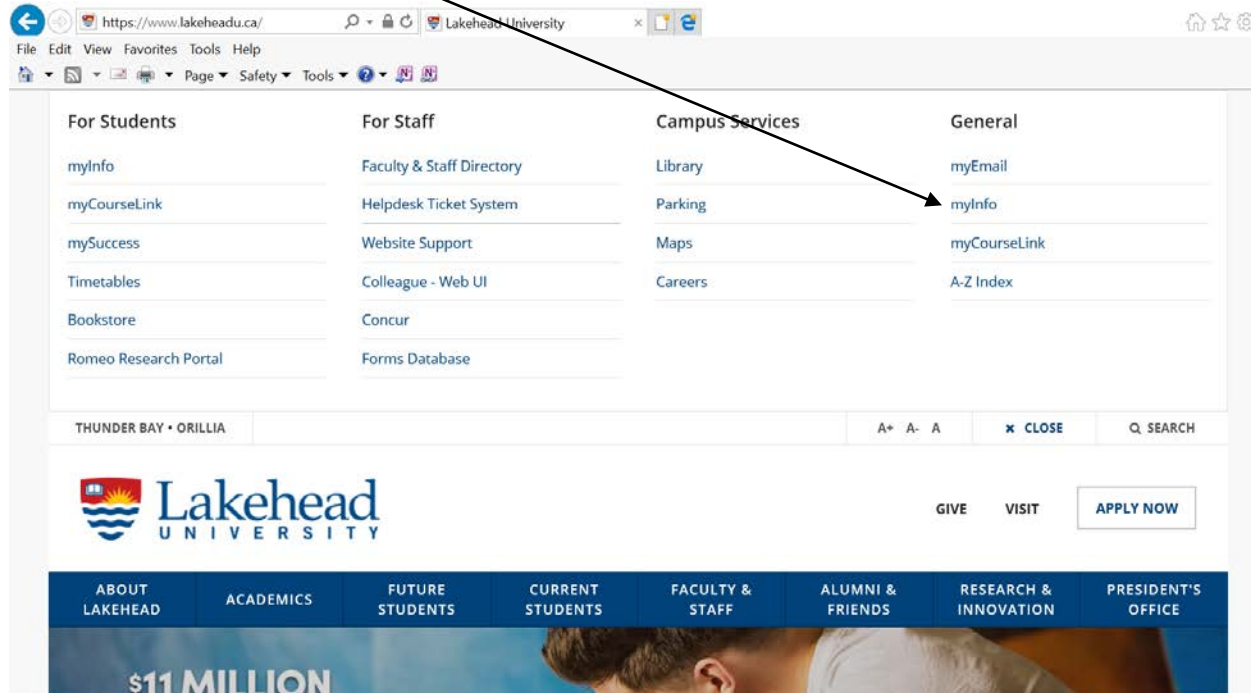 https://www.lakeheadu.ca/
Lakehead University
File Edit View Favorites Tools Help
Page Safety Tools
For Students
myInfo
myCourseLink
mySuccess
Timetables
Bookstore
Romeo Research Portal
For Staff
Faculty & Staff Directory
Helpdesk Ticket System
Website Support
Colleague - Web UI
Concur
Forms Database
Campus Services
Library
Parking
Maps
Careers
General
myEmail
myInfo
myCourseLink
A-Z Index
THUNDER BAY • ORILLIA
A+ A- A
× CLOSE
SEARCH
Lakehead
UNIVERSITY
GIVE VISIT APPLY NOW
ABOUT
LAKEHEAD
ACADEMICS
FUTURE
STUDENTS
CURRENT
STUDENTS
FACULTY &
STAFF
ALUMNI &
FRIENDS
RESEARCH &
INNOVATION
PRESIDENT'S
OFFICE
$11 MILLION